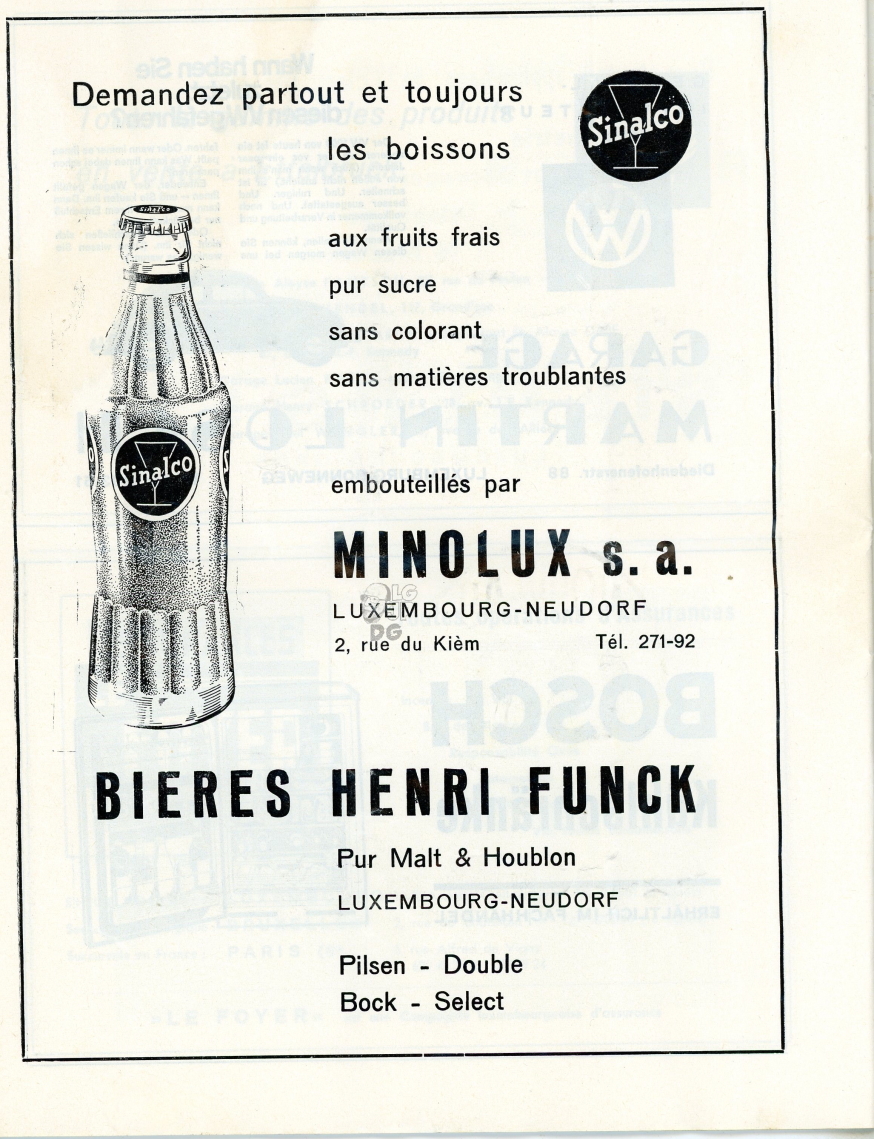 Demandez partout et toujours
Sinalco
les boissons
Sinalco
aux fruits frais
pur sucre
sans colorant
sans matières troublantes
Sinalco
embouteillés par
MINOLUX s. a.
LUXEMBOURG-NEUDORF
2, rue du Kièm Tél. 271-92
BIERES HENRI FUNCK
Pur Malt & Houblon
LUXEMBOURG-NEUDORF
Pilsen - Double
Bock - Select